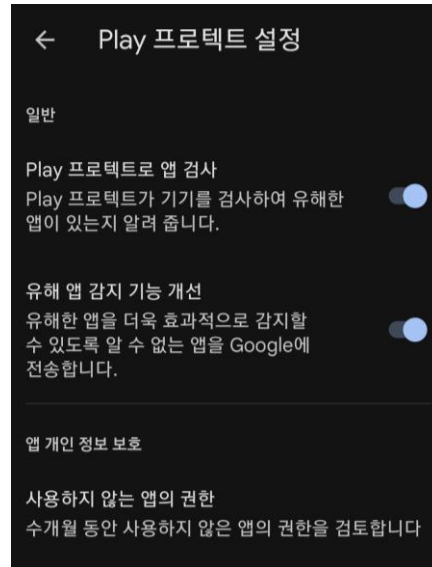 Play 프로텍트 설정
일반
Play 프로텍트로 앱 검사
Play 프로텍트가 기기를 검사하여 유해한
앱이 있는지 알려 줍니다.
유해 앱 감지 기능 개선
유해한 앱을 더욱 효과적으로 감지할
수 있도록 알 수 없는 앱을 Google에
전송합니다.
앱 개인 정보 보호
사용하지 않는 앱의 권한
수개월 동안 사용하지 않은 앱의 권한을 검토합니다